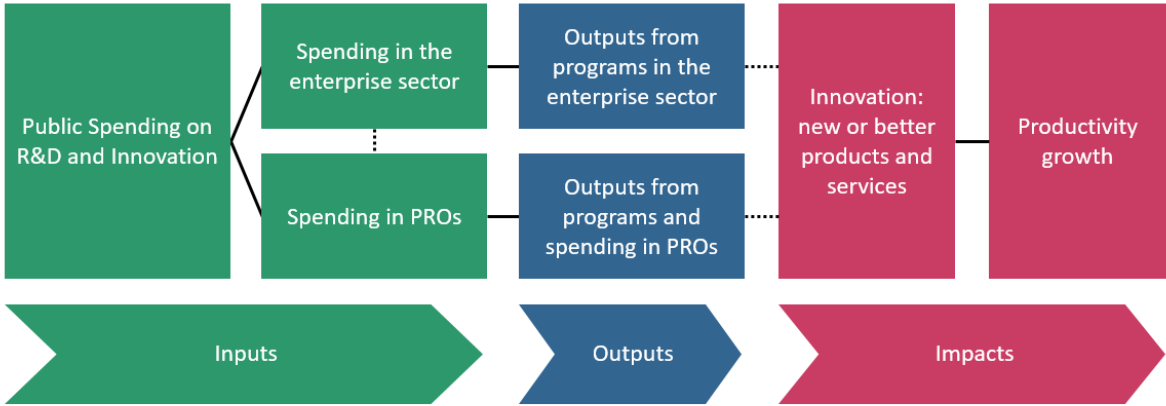 Public Spending on
R&D and Innovation
Spending in the
enterprise sector
Spending in PROs
Outputs from
programs in the
enterprise sector
Outputs from
programs and
spending in PROs
Innovation:
new or better
products and
services
Productivity
growth
Inputs
Outputs
Impacts